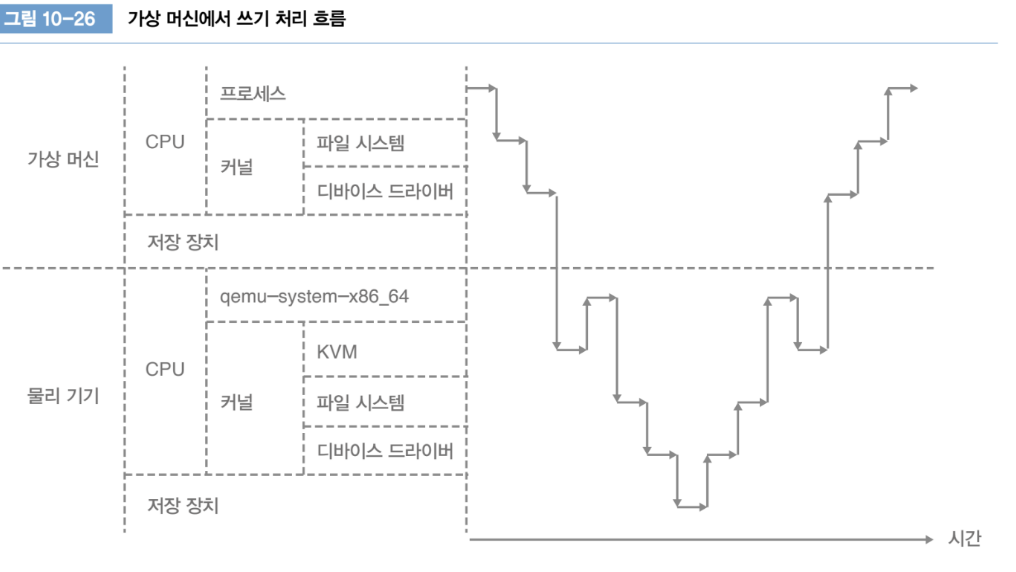 그림 10-26 가상 머신에서 쓰기 처리 흐름
프로세스
CPU
파일 시스템
가상 머신
커널
디바이스 드라이버
저장 장치
qemu-system-x86_64
KVM
CPU
물리 기기
커널
파일 시스템
디바이스 드라이버
저장 장치
시간